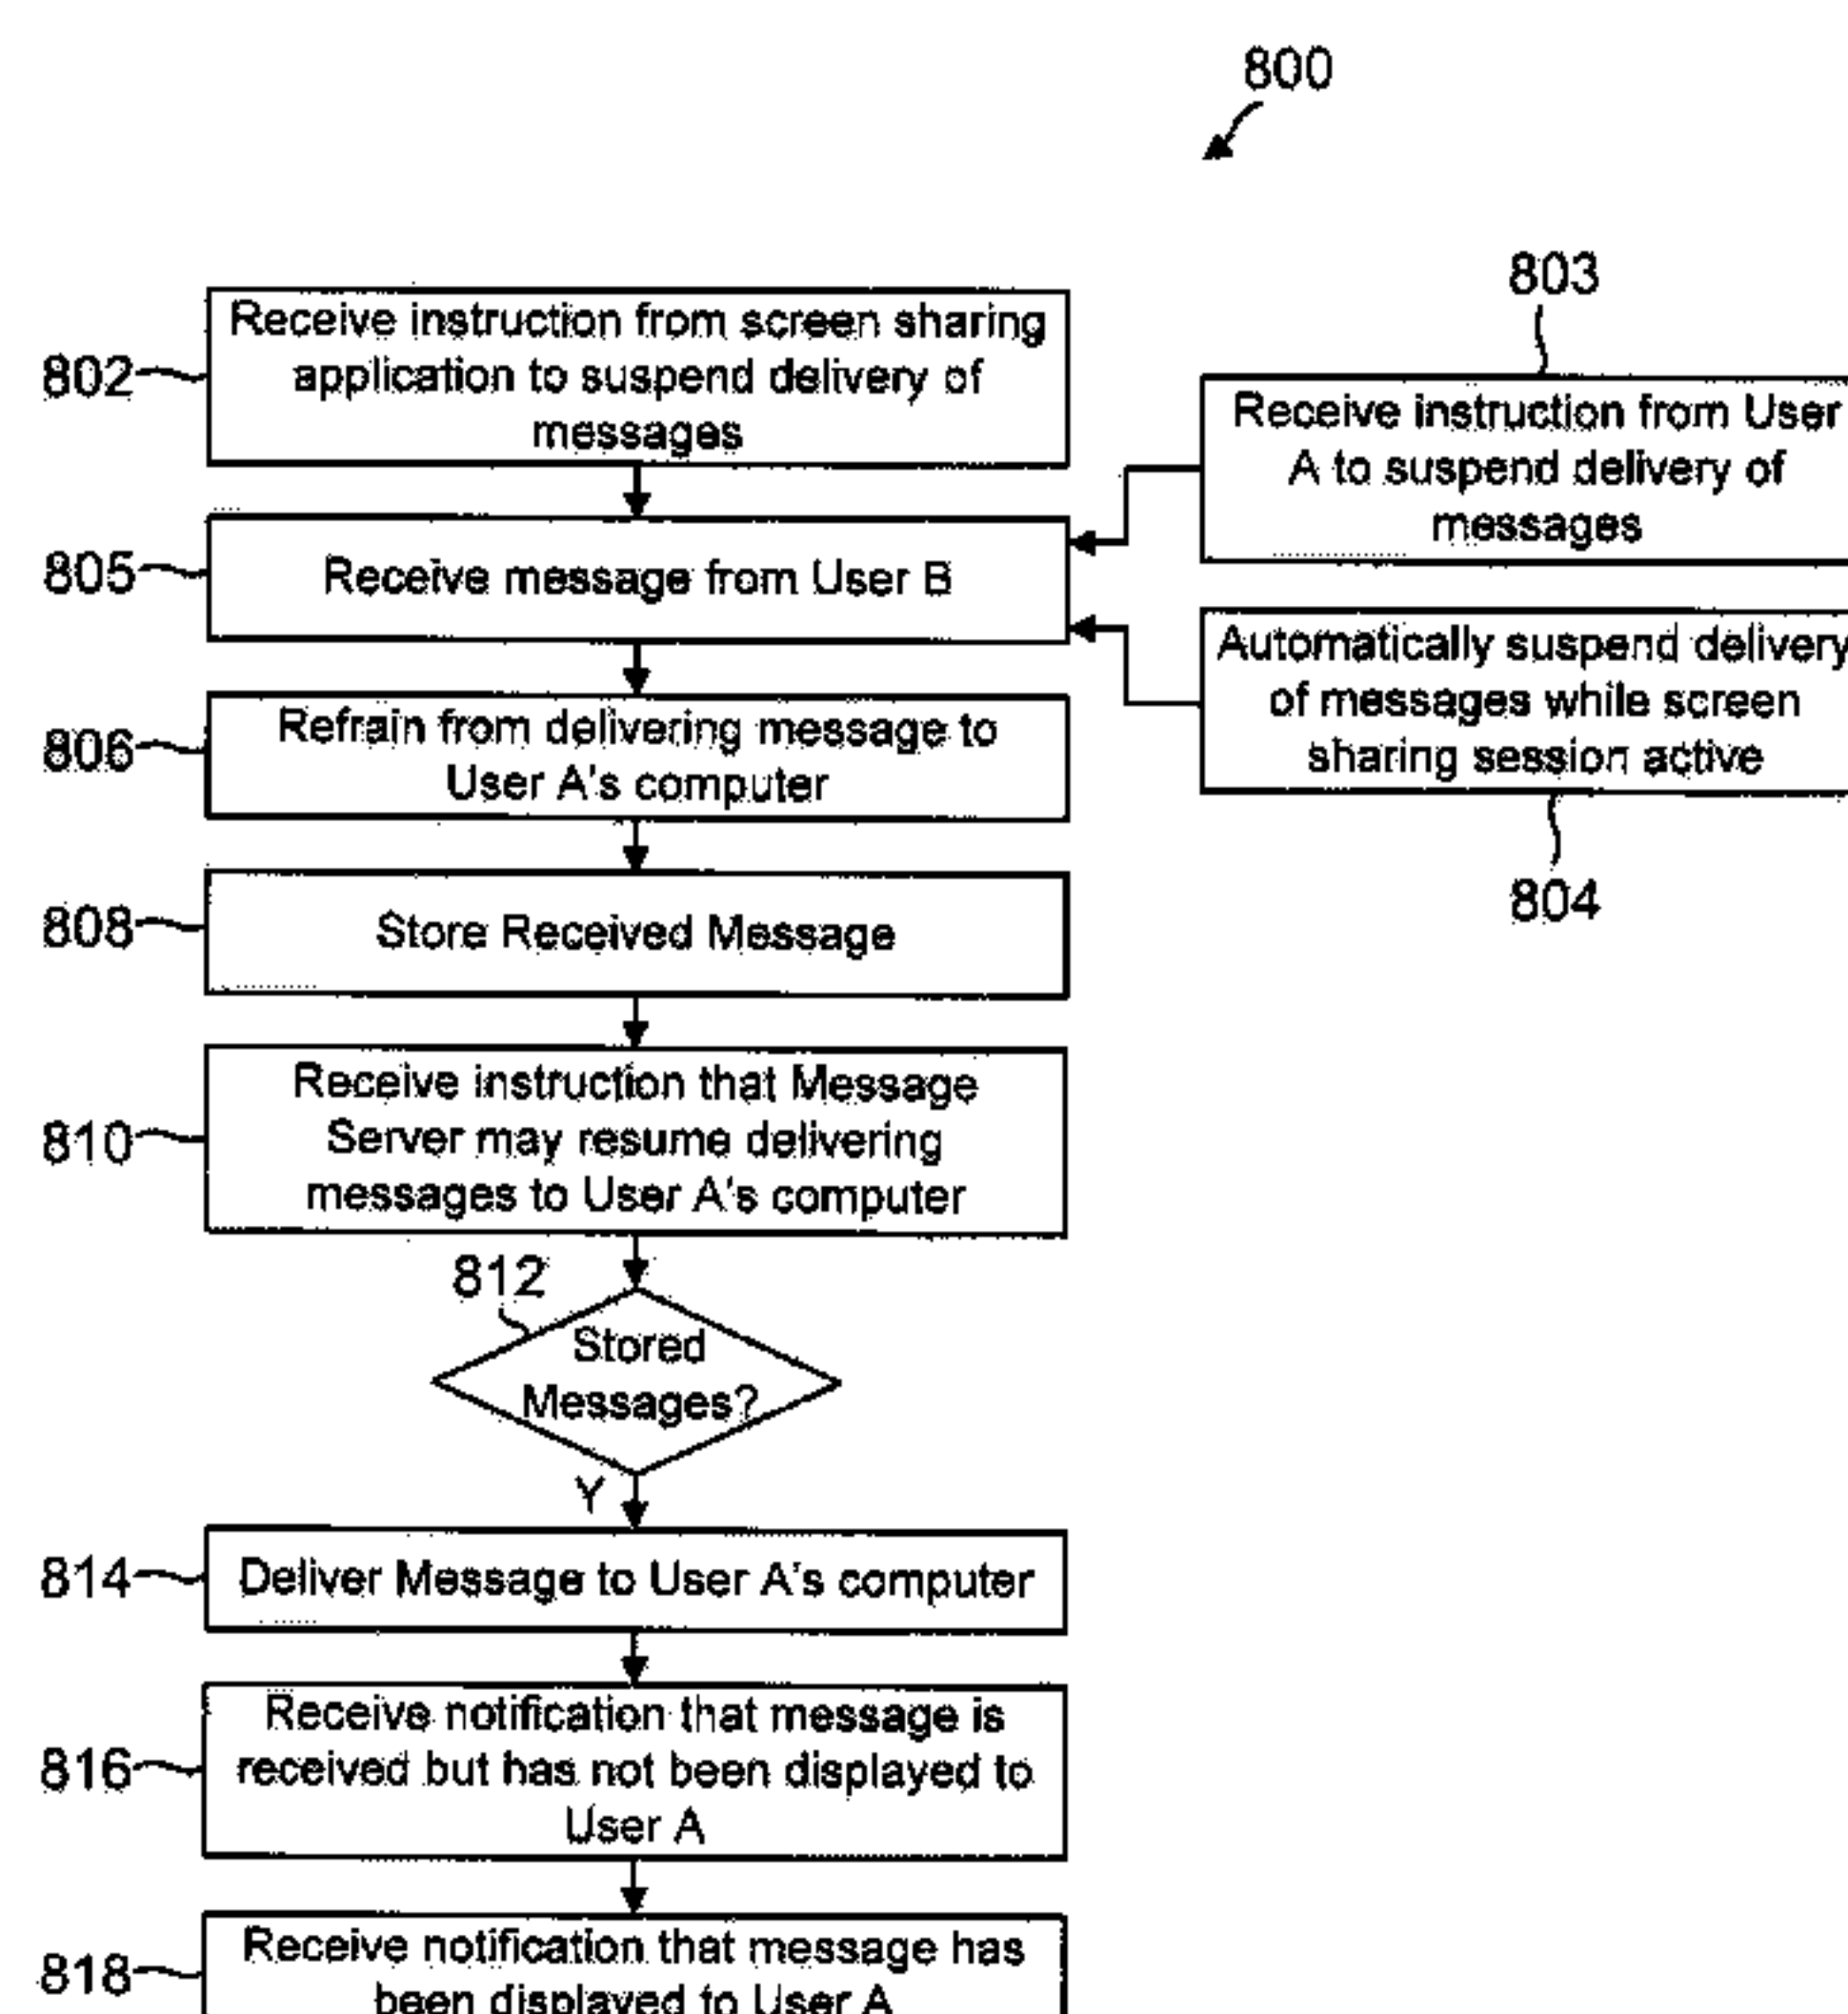 800
802
Receive instruction from screen sharing
application to suspend delivery of
messages
803
Receive instruction from User
A to suspend delivery of
messages
805
Receive message from User B
Automatically suspend delivery
of messages while screen
sharing session active
804
806
Refrain from delivering message to
User A's computer
808
Store Received Message
810
Receive instruction that Message
Server may resume delivering
messages to User A's computer
812
Stored
Messages?
Y
814
Deliver Message to User A's computer
816
Receive notification that message is
received but has not been displayed to
User A
818
Receive notification that message has
been displayed to User A